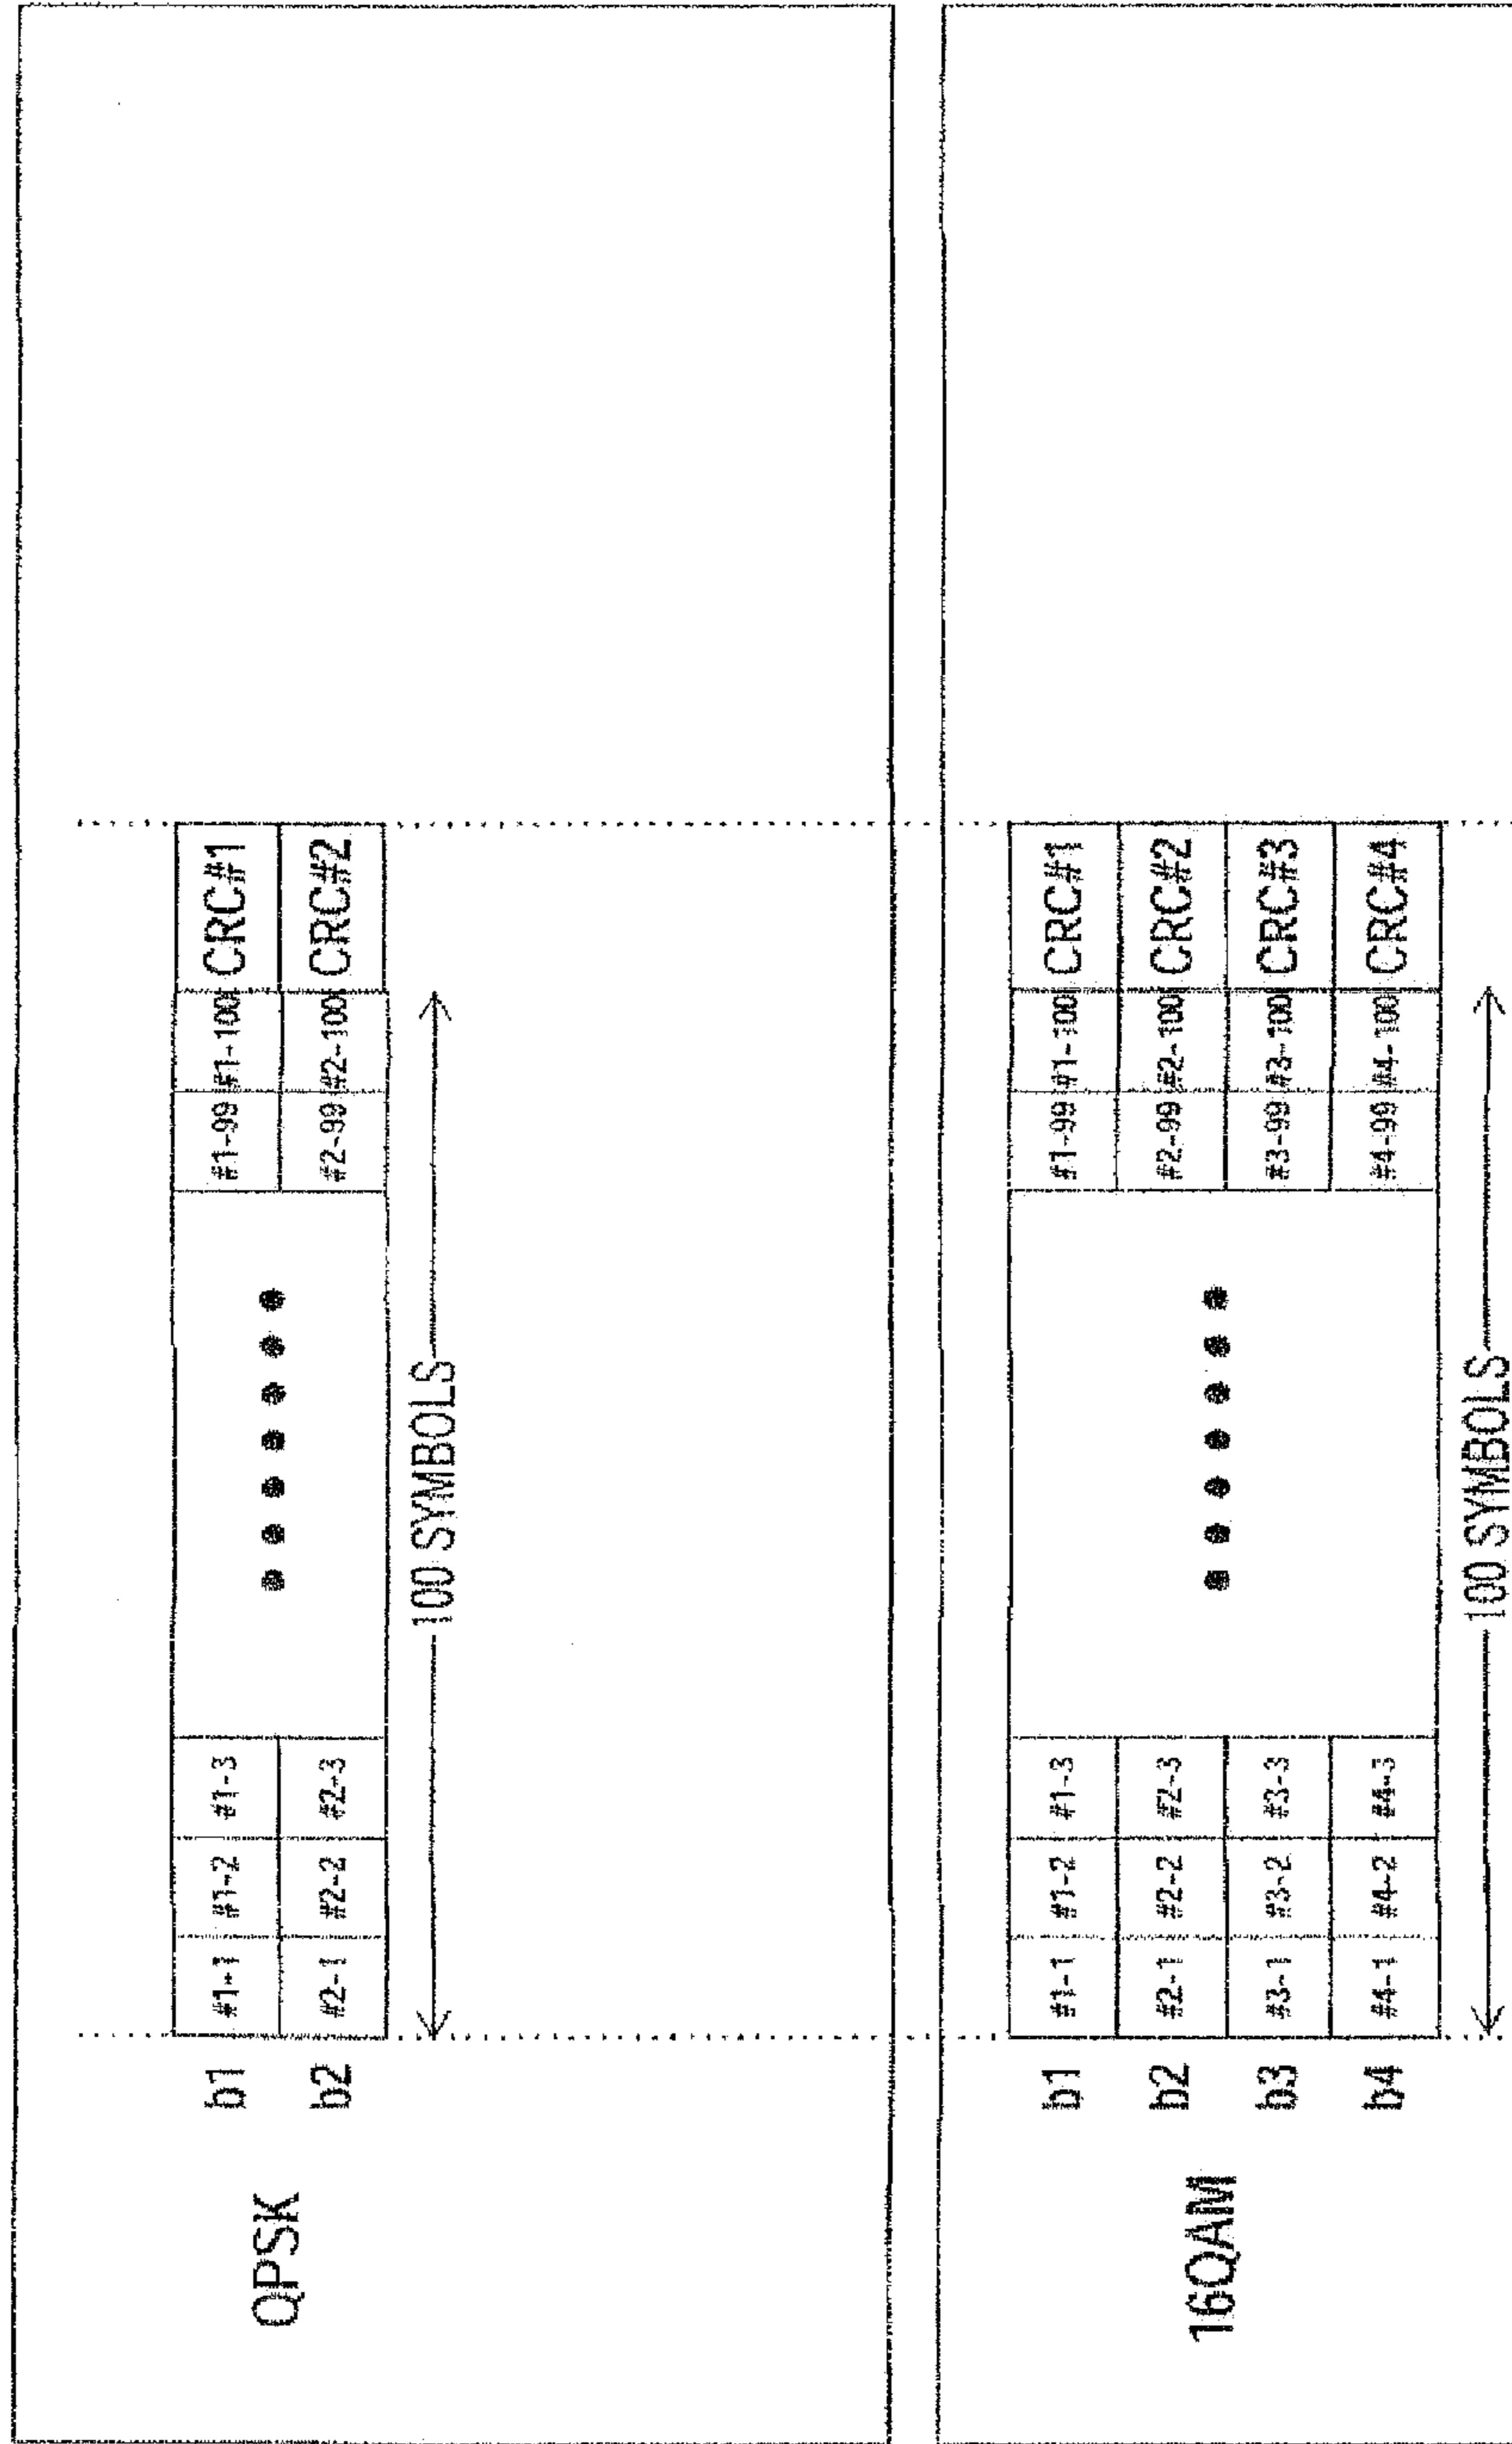 QPSK
b1 #1-1 #1-2 #1-3 #1-99 #1-100 CRC#1
b2 #2-1 #2-2 #2-3 #2-99 #2-100 CRC#2
100 SYMBOLS
16QAM
b1 #1-1 #1-2 #1-3 #1-99 #1-100 CRC#1
b2 #2-1 #2-2 #2-3 #2-99 #2-100 CRC#2
b3 #3-1 #3-2 #3-3 #3-99 #3-100 CRC#3
b4 #4-1 #4-2 #4-3 #4-99 #4-100 CRC#4
100 SYMBOLS